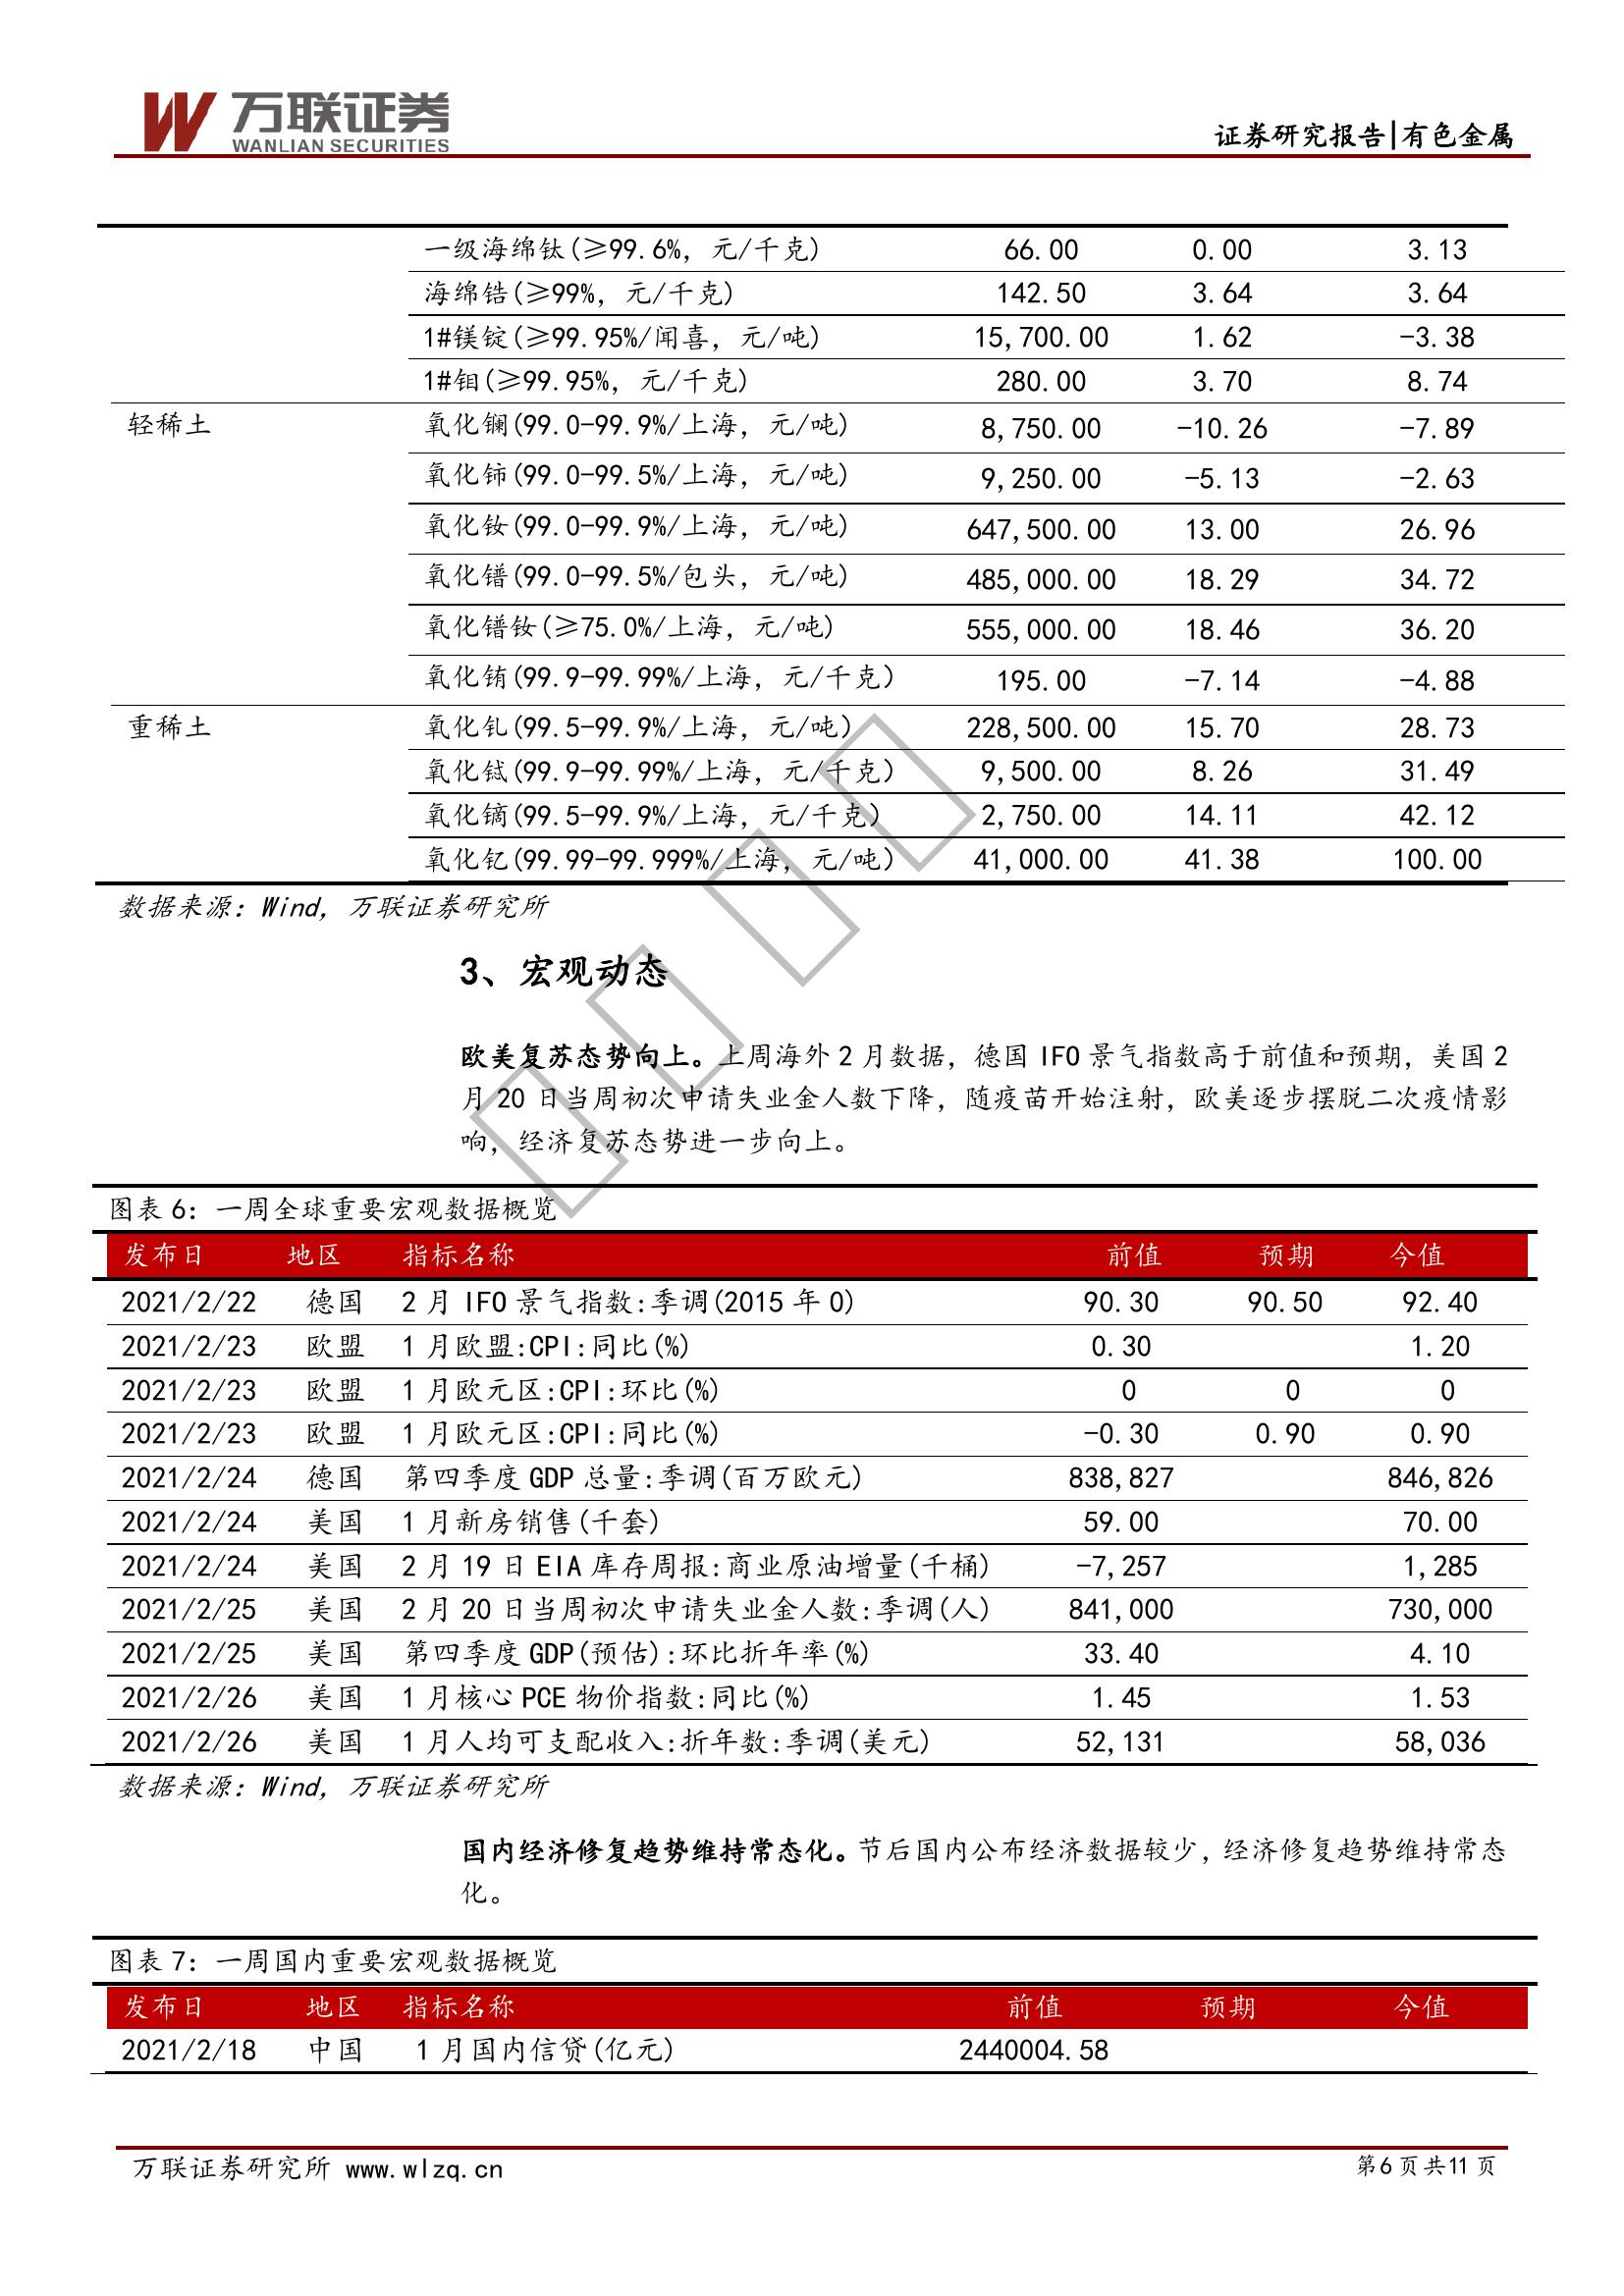 万联证券
WANLIAN SECURITIES
证券研究报告|有色金属
一级海绵钛(≥99.6%，元/千克) 66.00 0.00 3.13
海绵锆(≥99%，元/千克) 142.50 3.64 3.64
1#镁锭(≥99.95%/闻喜，元/吨) 15,700.00 1.62 -3.38
1#钼(≥99.95%，元/千克) 280.00 3.70 8.74
轻稀土 氧化镧(99.0-99.9%/上海，元/吨) 8,750.00 -10.26 -7.89
氧化铈(99.0-99.5%/上海，元/吨) 9,250.00 -5.13 -2.63
氧化钕(99.0-99.9%/上海，元/吨) 647,500.00 13.00 26.96
氧化镨(99.0-99.5%/包头，元/吨) 485,000.00 18.29 34.72
氧化镨钕(≥75.0%/上海，元/吨) 555,000.00 18.46 36.20
氧化铕(99.9-99.99%/上海，元/千克) 195.00 -7.14 -4.88
重稀土 氧化钆(99.5-99.9%/上海，元/吨) 228,500.00 15.70 28.73
氧化铽(99.9-99.99%/上海，元/千克) 9,500.00 8.26 31.49
氧化镝(99.5-99.9%/上海，元/千克) 2,750.00 14.11 42.12
氧化钇(99.99-99.999%/上海，元/吨) 41,000.00 41.38 100.00
数据来源：Wind，万联证券研究所
3、宏观动态
欧美复苏态势向上。上周海外 2 月数据，德国 IFO 景气指数高于前值和预期，美国 2
月 20 日当周初次申请失业金人数下降，随疫苗开始注射，欧美逐步摆脱二次疫情影
响，经济复苏态势进一步向上。
图表 6：一周全球重要宏观数据概览
发布日 地区 指标名称 前值 预期 今值
2021/2/22 德国 2 月 IFO 景气指数:季调(2015 年 0) 90.30 90.50 92.40
2021/2/23 欧盟 1 月欧盟:CPI:同比(%) 0.30 1.20
2021/2/23 欧盟 1 月欧元区:CPI:环比(%) 0 0 0
2021/2/23 欧盟 1 月欧元区:CPI:同比(%) -0.30 0.90 0.90
2021/2/24 德国 第四季度 GDP 总量:季调(百万欧元) 838,827 846,826
2021/2/24 美国 1 月新房销售(千套) 59.00 70.00
2021/2/24 美国 2 月 19 日 EIA 库存周报:商业原油增量(千桶) -7,257 1,285
2021/2/25 美国 2 月 20 日当周初次申请失业金人数:季调(人) 841,000 730,000
2021/2/25 美国 第四季度 GDP(预估):环比折年率(%) 33.40 4.10
2021/2/26 美国 1 月核心 PCE 物价指数:同比(%) 1.45 1.53
2021/2/26 美国 1 月人均可支配收入:折年数:季调(美元) 52,131 58,036
数据来源：Wind，万联证券研究所
国内经济修复趋势维持常态化。节后国内公布经济数据较少，经济修复趋势维持常态
化。
图表 7：一周国内重要宏观数据概览
发布日 地区 指标名称 前值 预期 今值
2021/2/18 中国 1 月国内信贷(亿元) 2440004.58
万联证券研究所 www.wlzq.cn 第 6 页 共 11 页